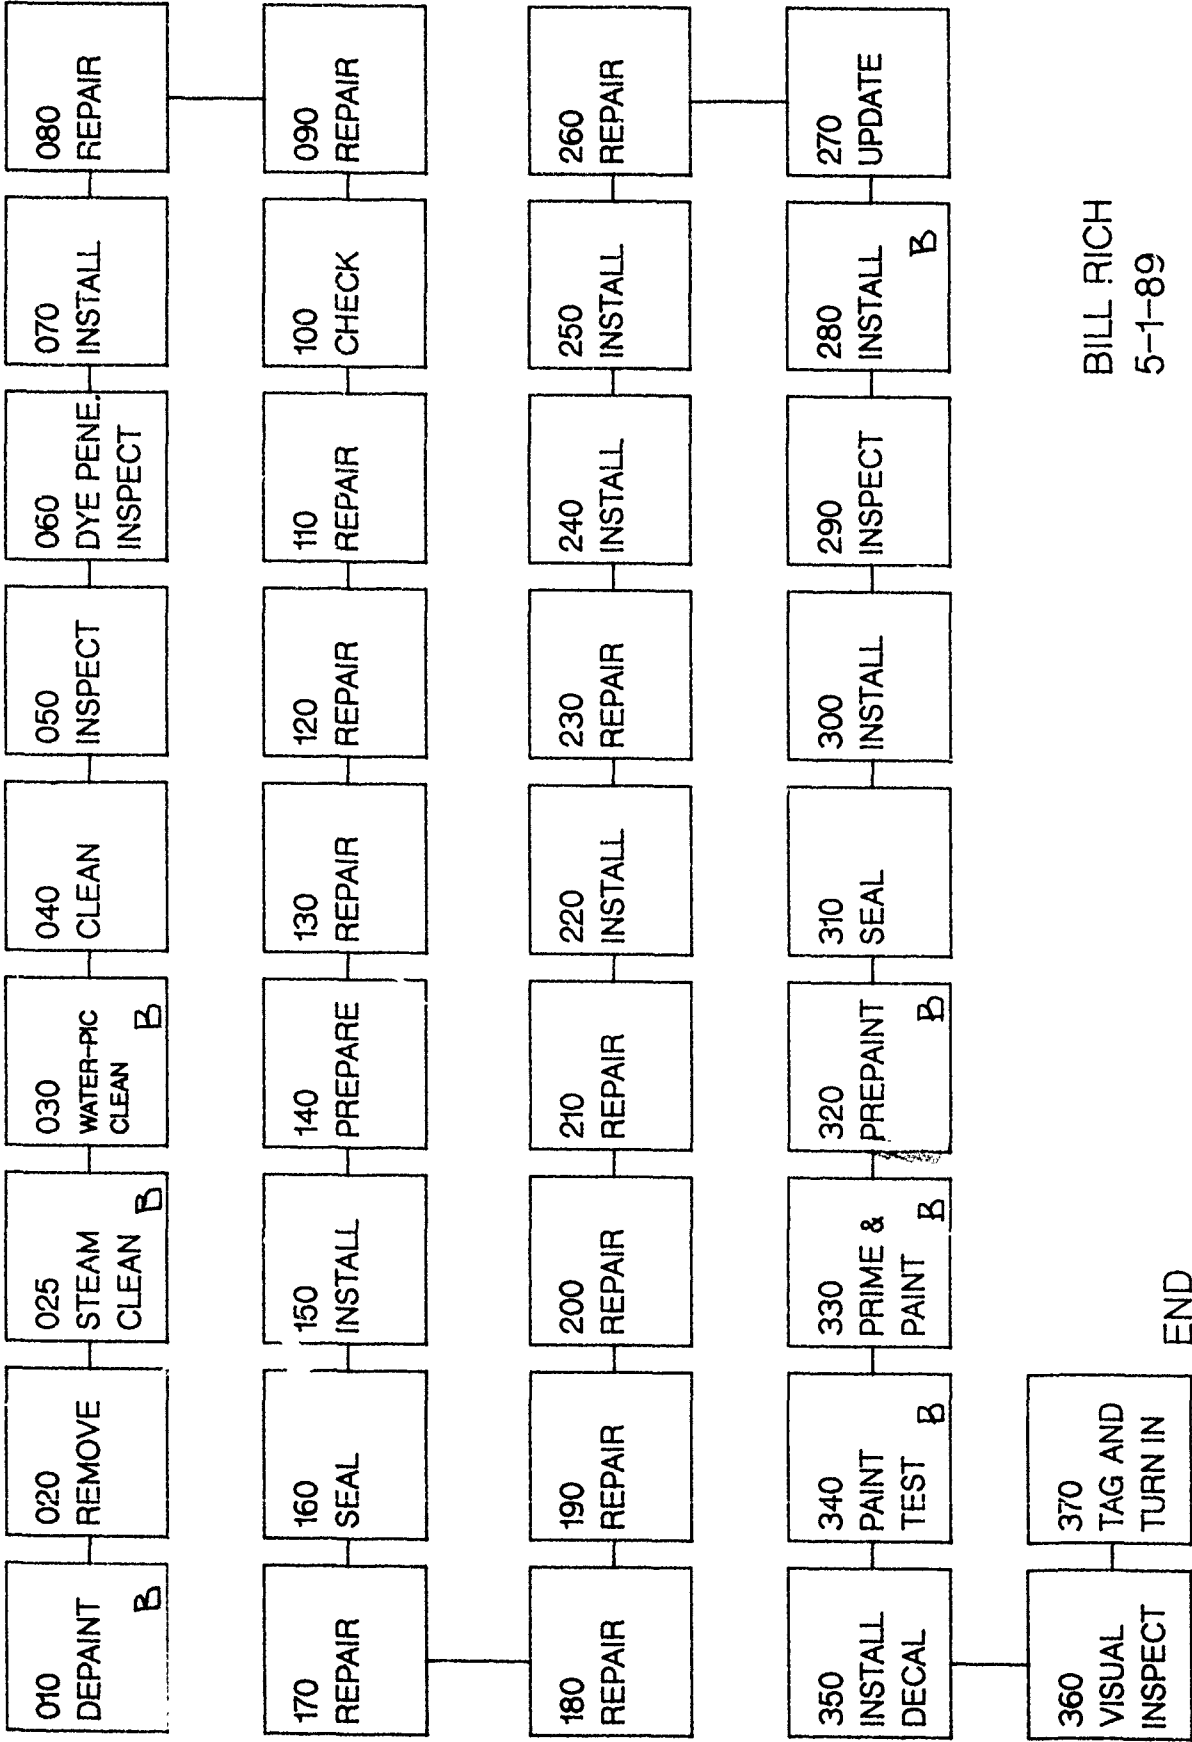 010
DEPAINT
B
020
REMOVE
025
STEAM
CLEAN
B
030
WATER-PIC
CLEAN
B
040
CLEAN
050
INSPECT
060
DYE PENE.
INSPECT
070
INSTALL
080
REPAIR
090
REPAIR
100
CHECK
110
REPAIR
120
REPAIR
130
REPAIR
140
PREPARE
150
INSTALL
160
SEAL
170
REPAIR
180
REPAIR
190
REPAIR
200
REPAIR
210
REPAIR
220
INSTALL
230
REPAIR
240
INSTALL
250
INSTALL
260
REPAIR
270
UPDATE
280
INSTALL
B
290
INSPECT
300
INSTALL
310
SEAL
320
PREPAINT
B
330
PRIME &
PAINT
B
340
PAINT
TEST
B
350
INSTALL
DECAL
360
VISUAL
INSPECT
370
TAG AND
TURN IN
END
BILL RICH
5-1-89